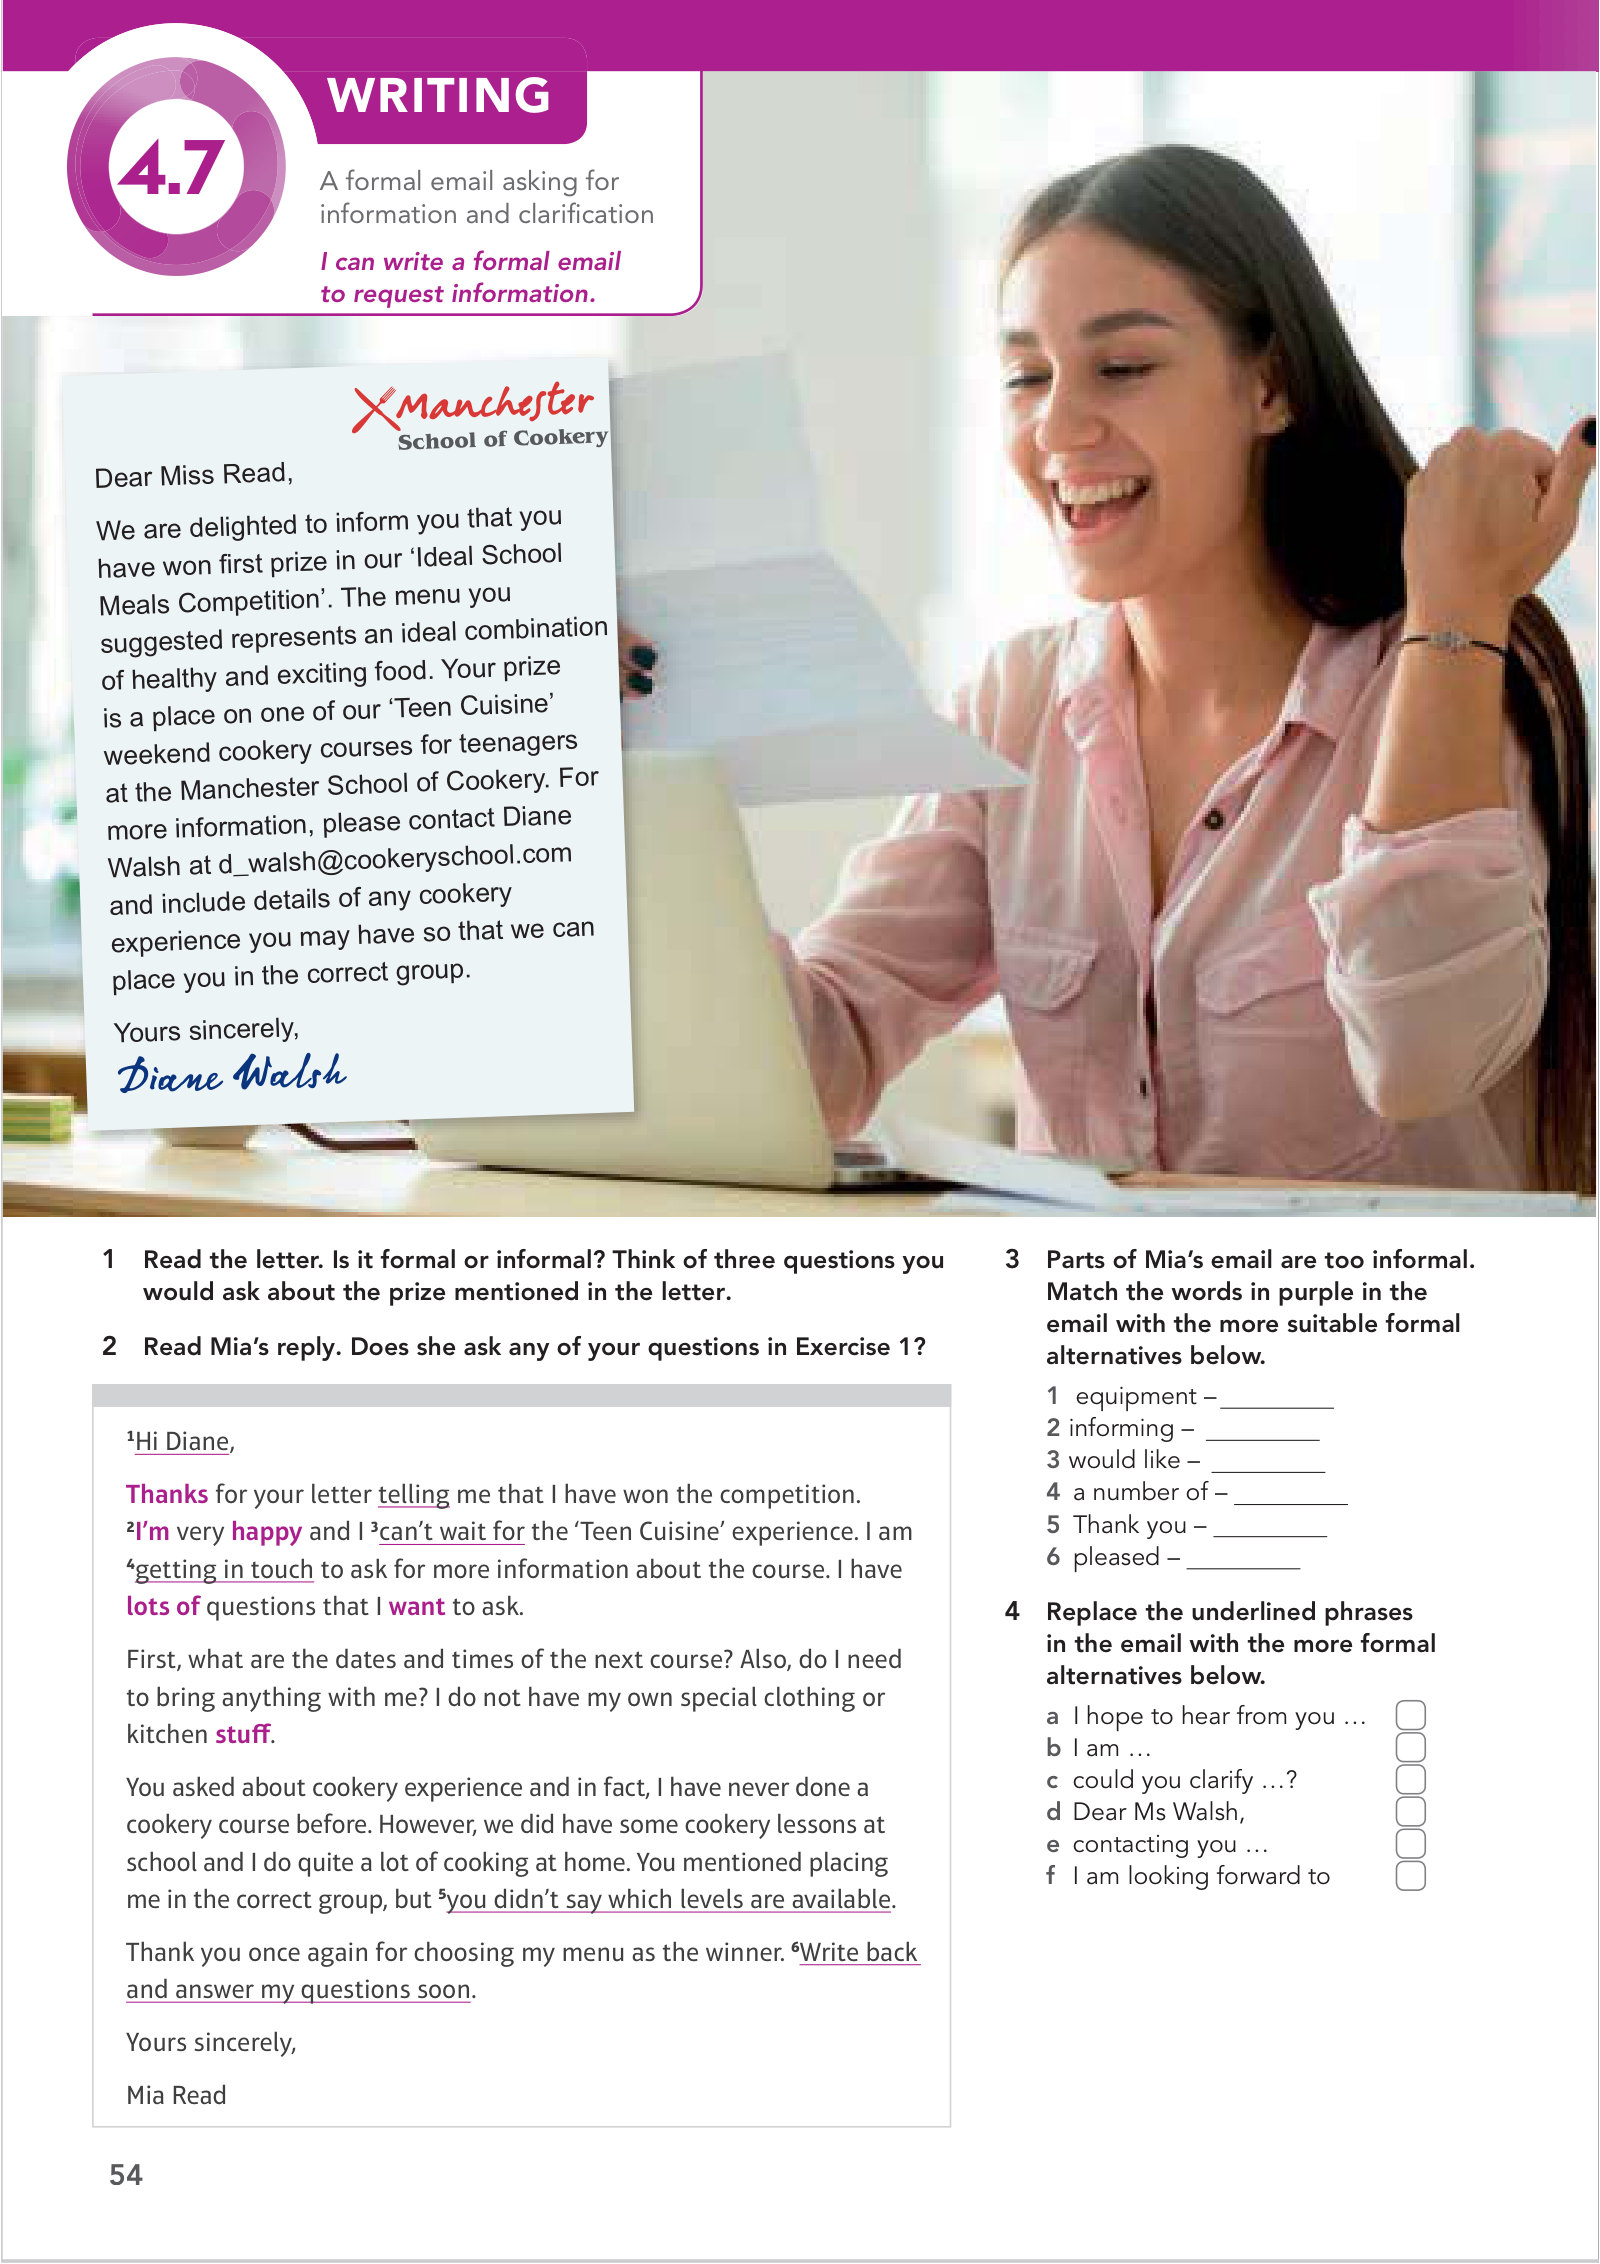 WRITING
4.7
A formal email asking for
information and clarification
I can write a formal email
to request information.
Manchester
School of Cookery
Dear Miss Read,
We are delighted to inform you that you
have won first prize in our ‘Ideal School
Meals Competition’. The menu you
suggested represents an ideal combination
of healthy and exciting food. Your prize
is a place on one of our ‘Teen Cuisine’
weekend cookery courses for teenagers
at the Manchester School of Cookery. For
more information, please contact Diane
Walsh at d_walsh@cookeryschool.com
and include details of any cookery
experience you may have so that we can
place you in the correct group.
Yours sincerely,
Diane Walsh
1 Read the letter. Is it formal or informal? Think of three questions you
would ask about the prize mentioned in the letter.
2 Read Mia’s reply. Does she ask any of your questions in Exercise 1?
¹Hi Diane,
Thanks for your letter telling me that I have won the competition.
²I’m very happy and I ³can’t wait for the ‘Teen Cuisine’ experience. I am
⁴getting in touch to ask for more information about the course. I have
lots of questions that I want to ask.
First, what are the dates and times of the next course? Also, do I need
to bring anything with me? I do not have my own special clothing or
kitchen stuff.
You asked about cookery experience and in fact, I have never done a
cookery course before. However, we did have some cookery lessons at
school and I do quite a lot of cooking at home. You mentioned placing
me in the correct group, but ⁵you didn’t say which levels are available.
Thank you once again for choosing my menu as the winner. ⁶Write back
and answer my questions soon.
Yours sincerely,
Mia Read
3 Parts of Mia’s email are too informal.
Match the words in purple in the
email with the more suitable formal
alternatives below.
1 equipment – ________
2 informing – ________
3 would like – ________
4 a number of – ________
5 Thank you – ________
6 pleased – ________
4 Replace the underlined phrases
in the email with the more formal
alternatives below.
a I hope to hear from you …
b I am …
c could you clarify …?
d Dear Ms Walsh,
e contacting you …
f I am looking forward to
54